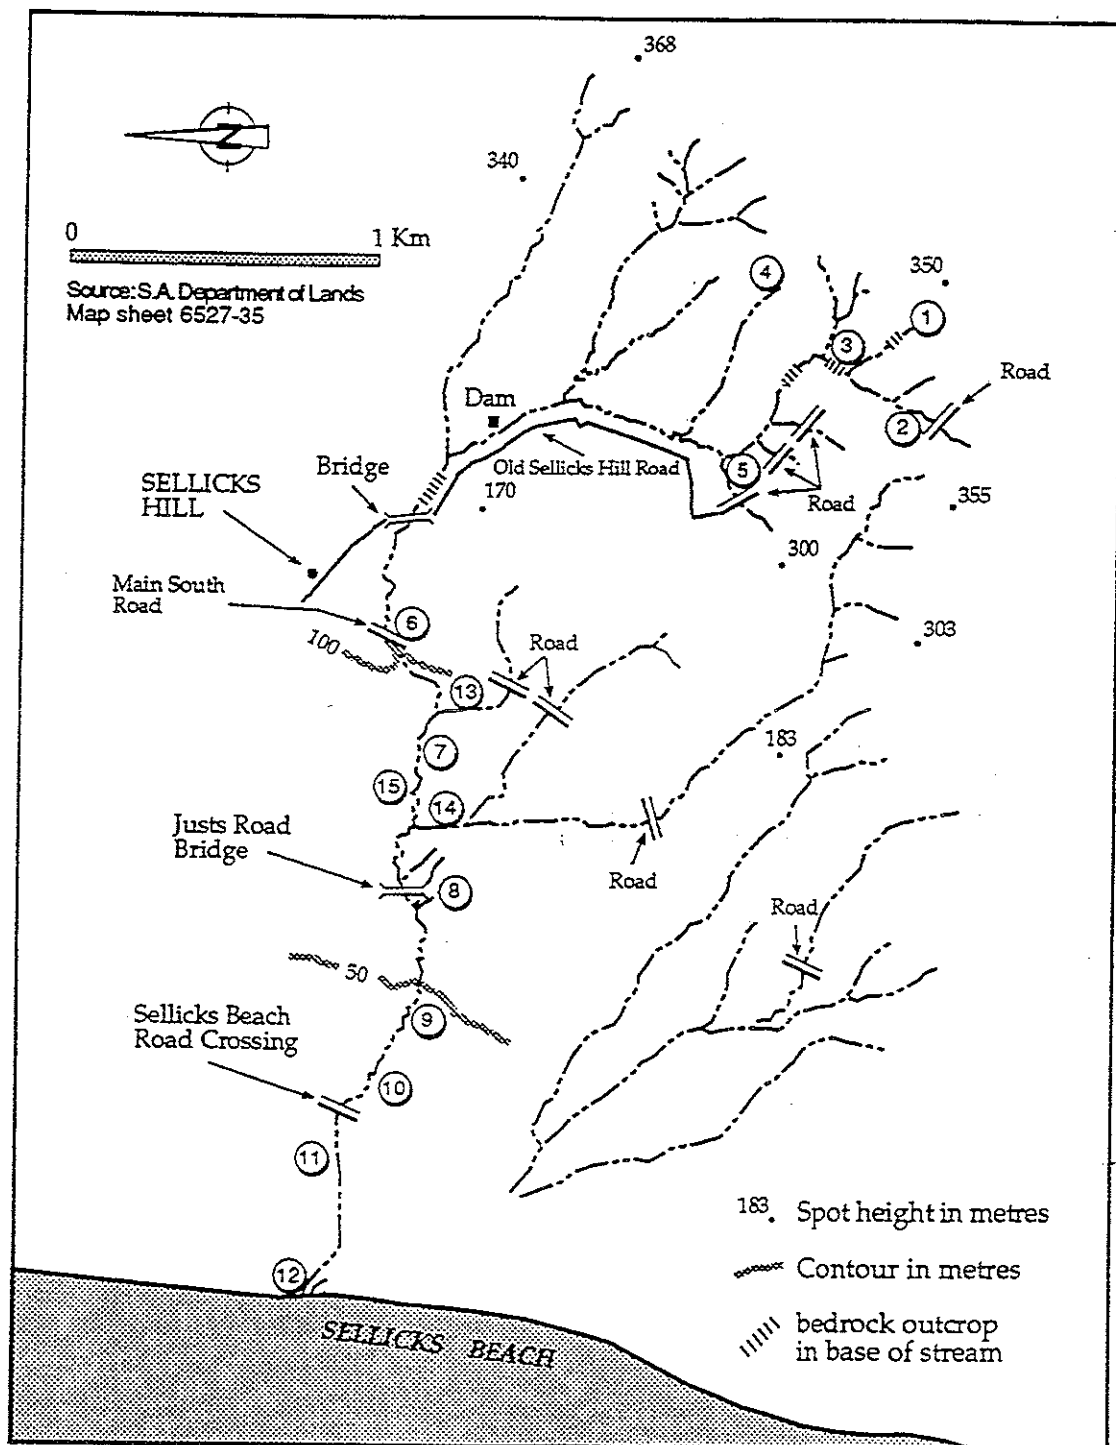 368
N
340
0 1 Km
Source: S.A. Department of Lands
Map sheet 6527-35
4
350
1
3
Road
2
Dam
Old Sellicks Hill Road
5
Road
Bridge
SELLICKS
HILL
170
355
300
Main South
Road
6
100
Road
303
13
7
183
15
14
Justs Road
Bridge
Road
8
Road
50
Sellicks Beach
Road Crossing
9
10
11
183 Spot height in metres
12
Contour in metres
SELLICKS BEACH
bedrock outcrop
in base of stream